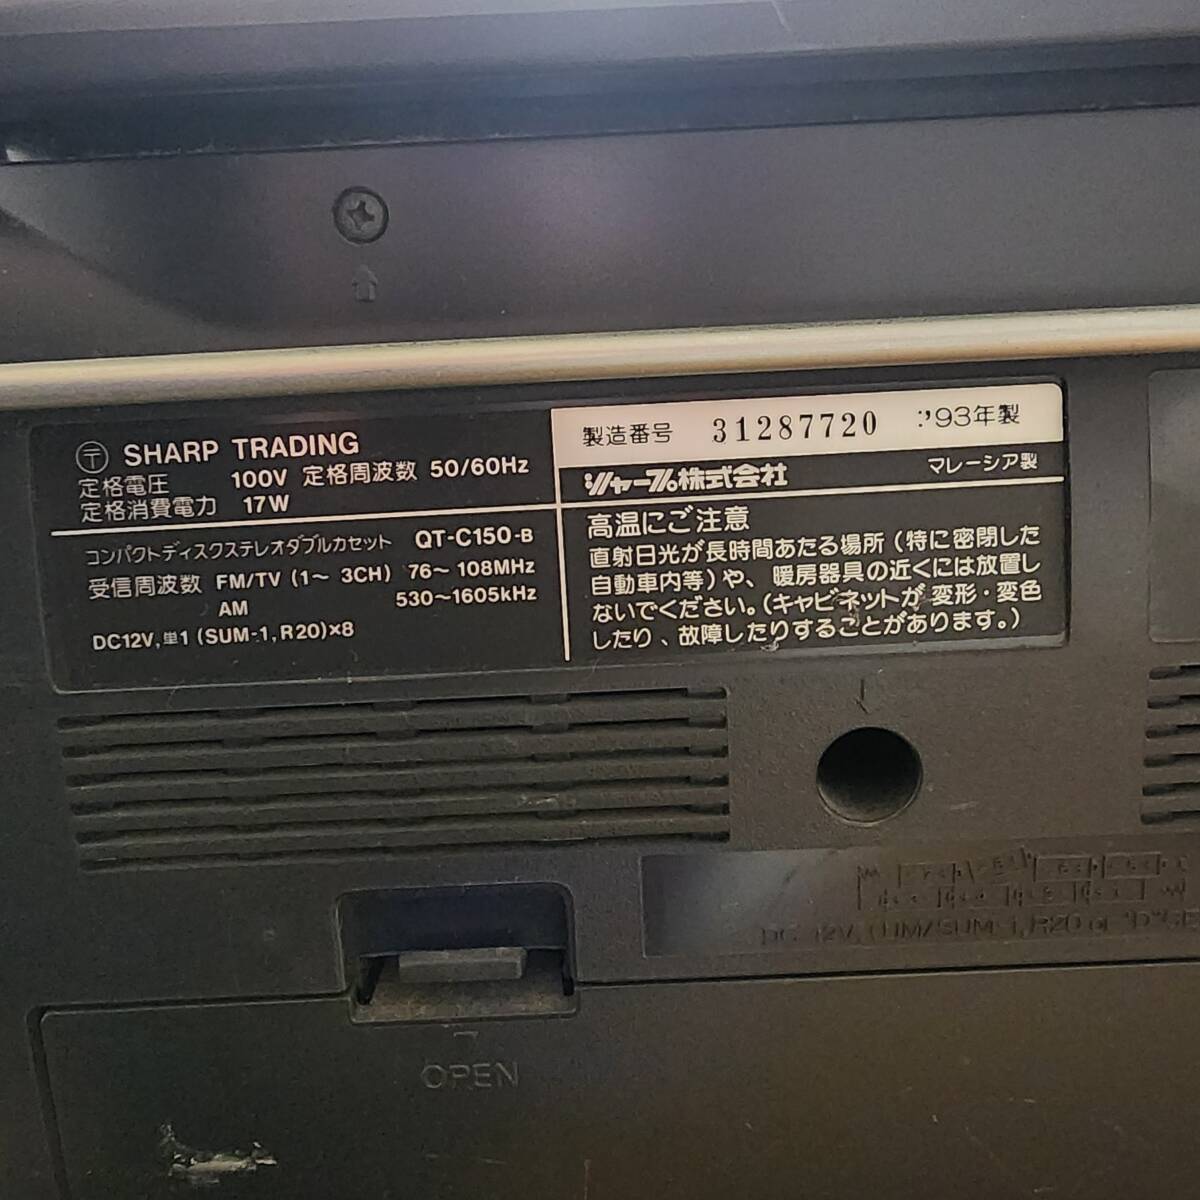 〒 SHARP TRADING
定格電圧 100V 定格周波数 50/60Hz
定格消費電力 17W
コンパクトディスクステレオダブルカセット QT-C150-B
受信周波数 FM/TV (1～3CH) 76～108MHz
AM 530～1605kHz
DC12V,単1 (SUM-1,R20)×8
製造番号 31287720 '93年製
シャープ株式会社 マレーシア製
高温にご注意
直射日光が長時間あたる場所(特に密閉した
自動車内等)や、暖房器具の近くには放置し
ないでください。(キャビネットが変形・変色
したり、故障したりすることがあります。)
DC 12V, (UM/SUM-1, R20 or "D"
OPEN